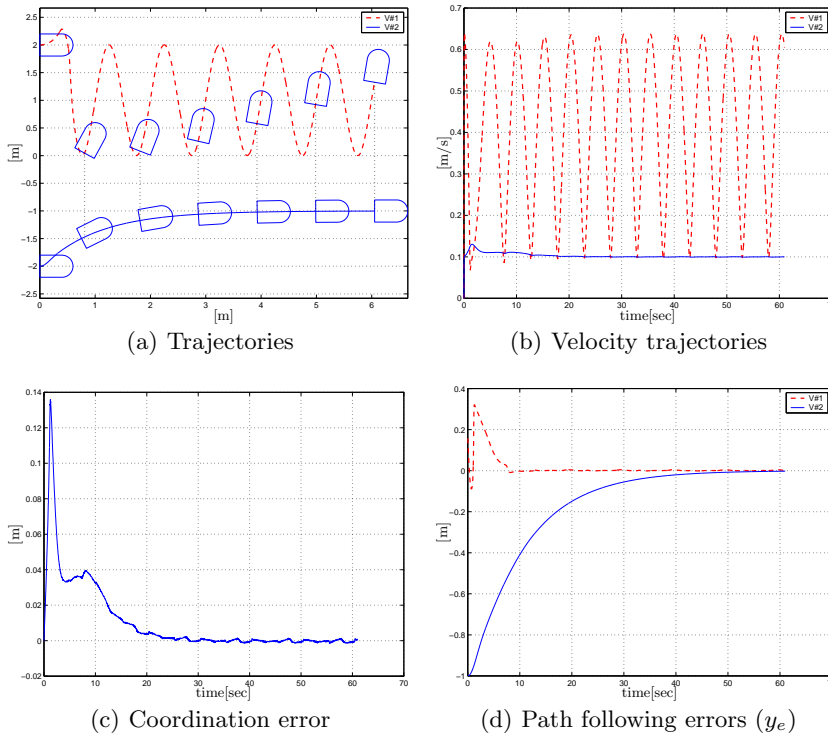 2.5
2
1.5
1
0.5
0
−0.5
−1
−1.5
−2
−2.5
[m]
0 1 2 3 4 5 6
[m]
V#1
V#2
(a) Trajectories
0.7
0.6
0.5
0.4
0.3
0.2
0.1
0
[m/s]
0 10 20 30 40 50 60
time[sec]
V#1
V#2
(b) Velocity trajectories
0.14
0.12
0.1
0.08
0.06
0.04
0.02
0
−0.02
[m]
0 10 20 30 40 50 60 70
time[sec]
(c) Coordination error
0.4
0.2
0
−0.2
−0.4
−0.6
−0.8
−1
[m]
0 10 20 30 40 50 60
time[sec]
V#1
V#2
(d) Path following errors (y_e)